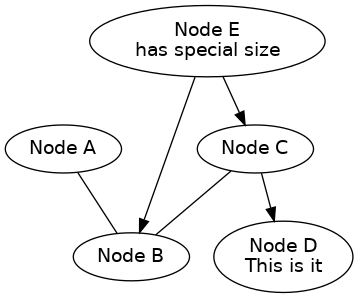 Node E
has special size
Node A
Node C
Node B
Node D
This is it